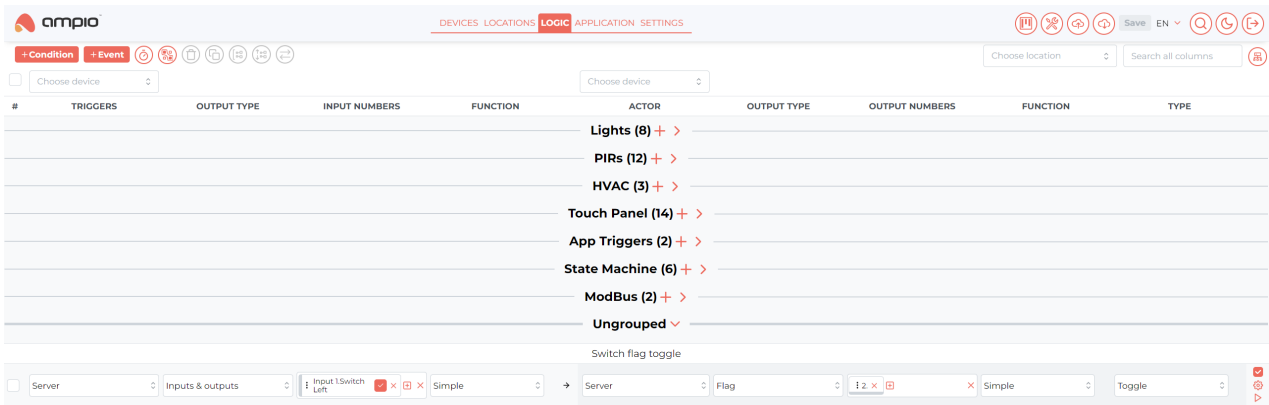 ampio
DEVICES LOCATIONS LOGIC APPLICATION SETTINGS
Save EN
+Condition +Event Choose location Search all columns
Choose device Choose device
# TRIGGERS OUTPUT TYPE INPUT NUMBERS FUNCTION ACTOR OUTPUT TYPE OUTPUT NUMBERS FUNCTION TYPE
Lights (8)
PIRs (12)
HVAC (3)
Touch Panel (14)
App Triggers (2)
State Machine (6)
ModBus (2)
Ungrouped
Switch flag toggle
Server Inputs & outputs Input 1.Switch Left Simple → Server Flag 2. Simple Toggle